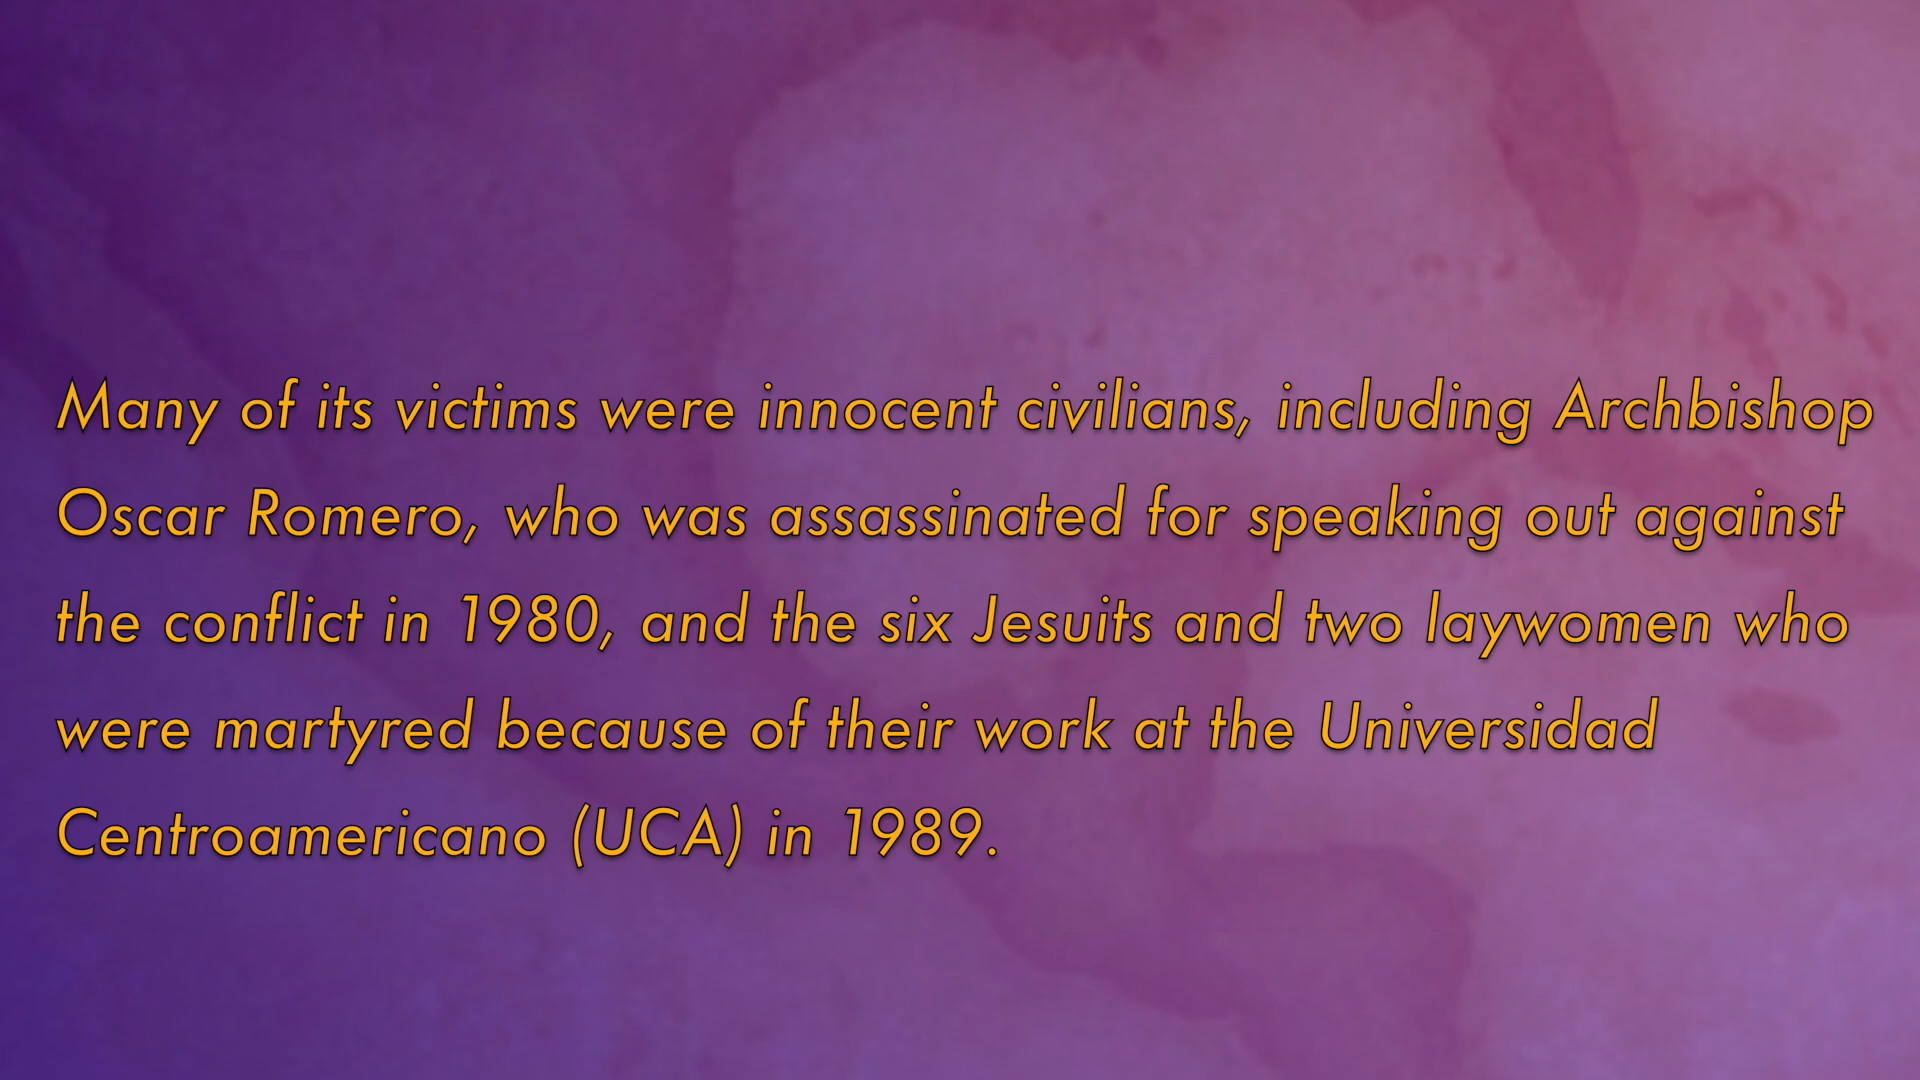 Many of its victims were innocent civilians, including Archbishop
Oscar Romero, who was assassinated for speaking out against
the conflict in 1980, and the six Jesuits and two laywomen who
were martyred because of their work at the Universidad
Centroamericano (UCA) in 1989.